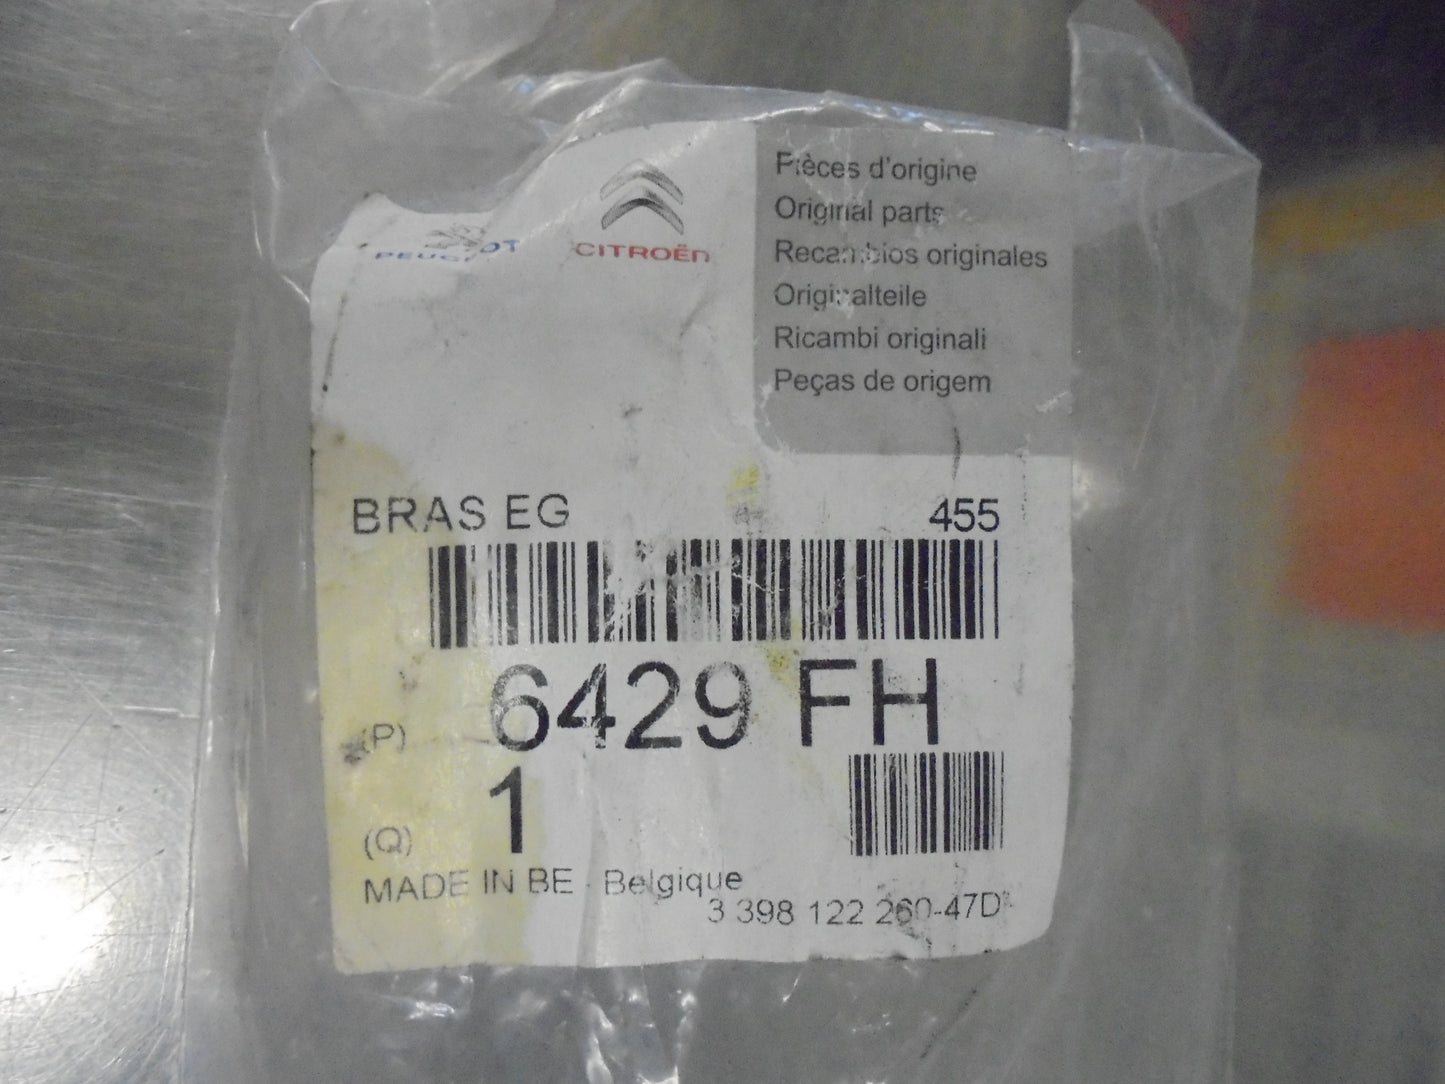 PEUGEOT
CITROËN
Pièces d'origine
Original parts
Recambios originales
Originalteile
Ricambi originali
Peças de origem
BRAS EG 455
(P) 6429 FH
(Q) 1
MADE IN BE - Belgique
3 398 122 260-47D